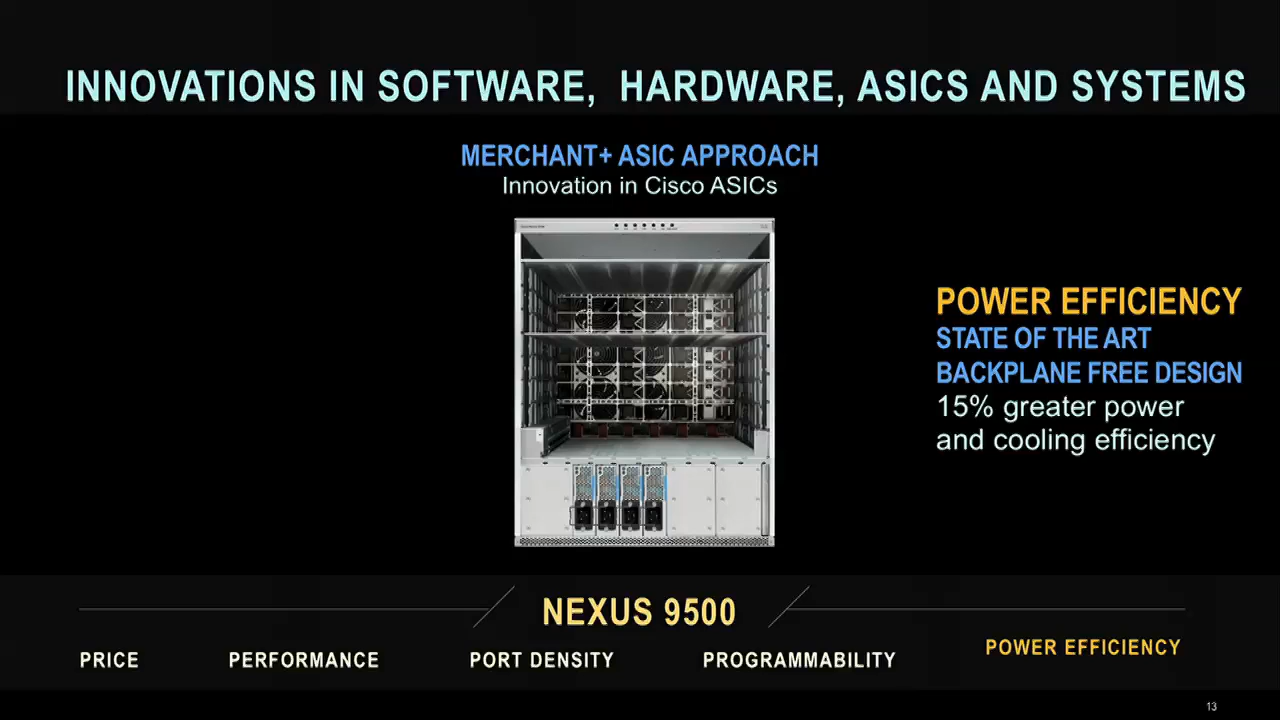 INNOVATIONS IN SOFTWARE, HARDWARE, ASICS AND SYSTEMS
MERCHANT+ ASIC APPROACH
Innovation in Cisco ASICs
POWER EFFICIENCY
STATE OF THE ART
BACKPLANE FREE DESIGN
15% greater power
and cooling efficiency
NEXUS 9500
PRICE
PERFORMANCE
PORT DENSITY
PROGRAMMABILITY
POWER EFFICIENCY
13